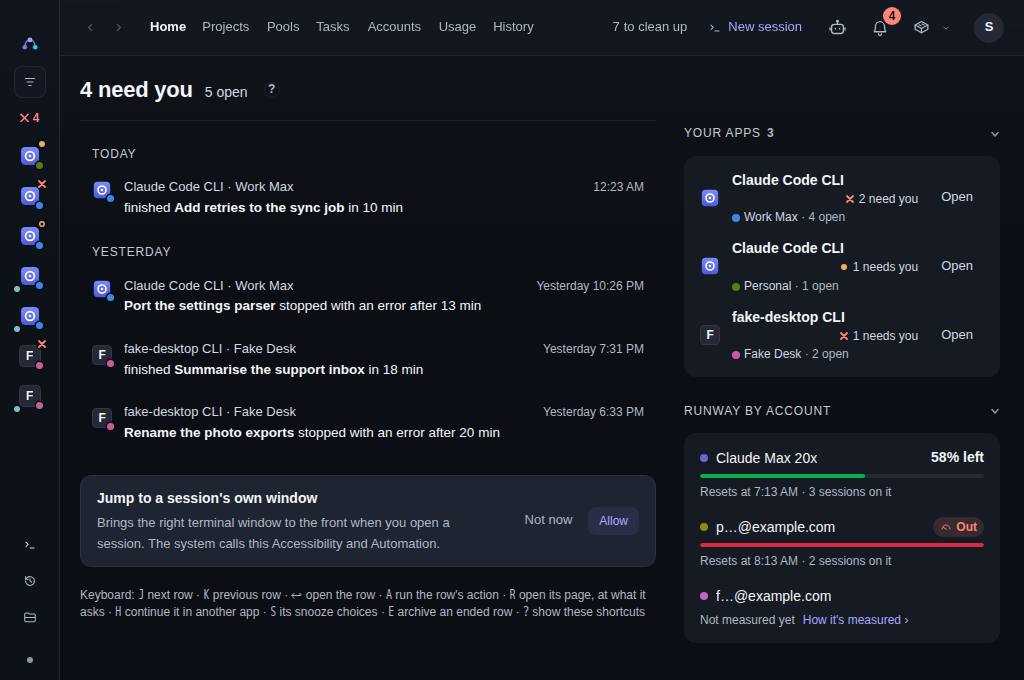 Home Projects Pools Tasks Accounts Usage History 7 to clean up New session 4 S
4
4 need you 5 open ?
TODAY
Claude Code CLI · Work Max 12:23 AM
finished Add retries to the sync job in 10 min
YESTERDAY
Claude Code CLI · Work Max Yesterday 10:26 PM
Port the settings parser stopped with an error after 13 min
F fake-desktop CLI · Fake Desk Yesterday 7:31 PM
finished Summarise the support inbox in 18 min
F fake-desktop CLI · Fake Desk Yesterday 6:33 PM
Rename the photo exports stopped with an error after 20 min
Jump to a session's own window
Brings the right terminal window to the front when you open a
session. The system calls this Accessibility and Automation.
Not now Allow
Keyboard: J next row · K previous row · ↩ open the row · A run the row's action · R open its page, at what it
asks · H continue it in another app · S its snooze choices · E archive an ended row · ? show these shortcuts
YOUR APPS 3
Claude Code CLI
2 need you Open
Work Max · 4 open
Claude Code CLI
1 needs you Open
Personal · 1 open
F fake-desktop CLI
1 needs you Open
Fake Desk · 2 open
RUNWAY BY ACCOUNT
Claude Max 20x 58% left
Resets at 7:13 AM · 3 sessions on it
p…@example.com Out
Resets at 8:13 AM · 2 sessions on it
f…@example.com
Not measured yet How it's measured ›
F
F